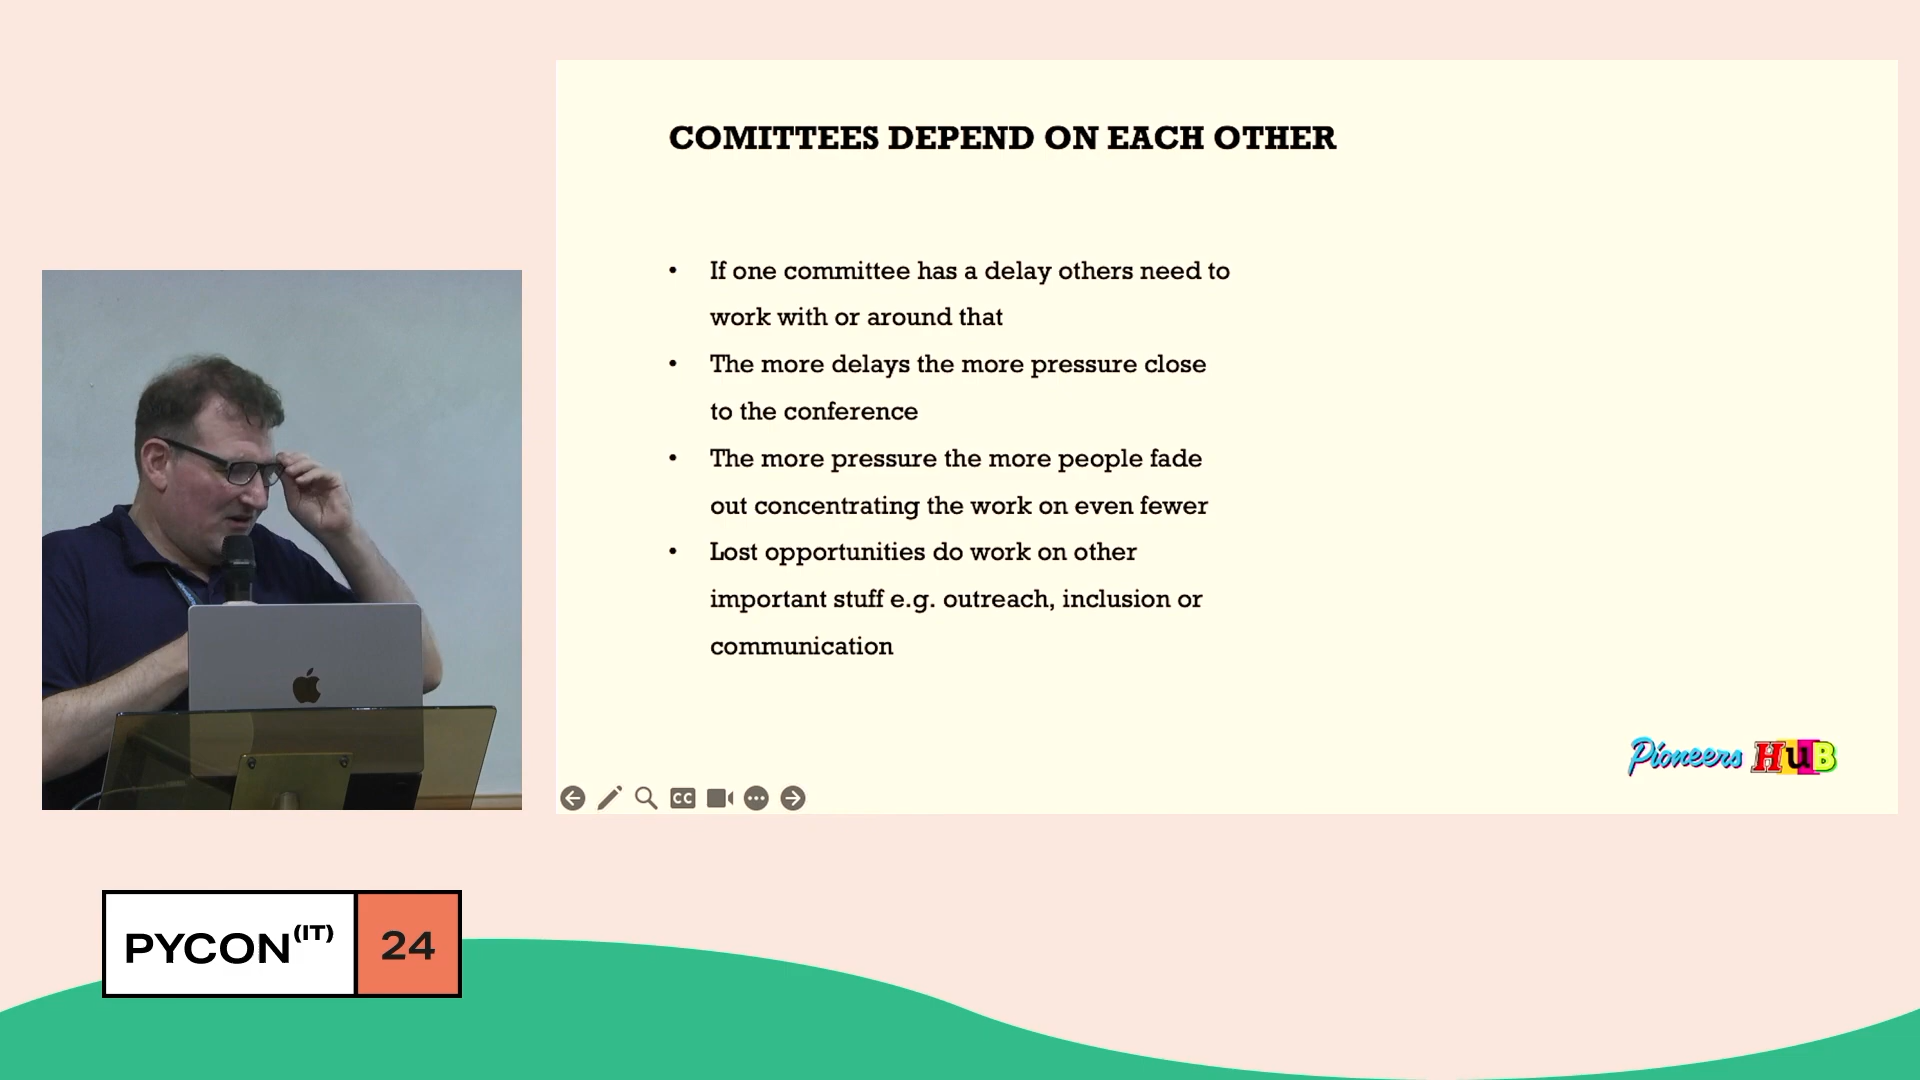 COMITTEES DEPEND ON EACH OTHER
• If one committee has a delay others need to
work with or around that
• The more delays the more pressure close
to the conference
• The more pressure the more people fade
out concentrating the work on even fewer
• Lost opportunities do work on other
important stuff e.g. outreach, inclusion or
communication
Pioneers HuB
CC
PYCON(IT) 24